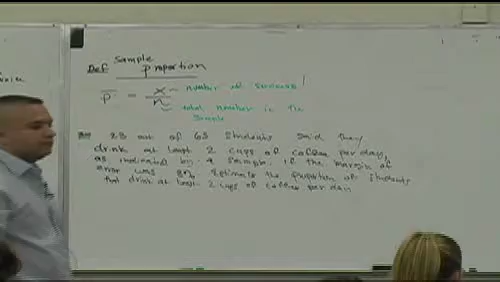 Def Sample
proportion
p = x ~ number of success
n ~ total number in the
sample
23 out of 63 students said they
drink at least 2 cups of coffee per day,
as indicated by a sample, if the margin of
error was 8% estimate the proportion of students
that drink at least 2 cups of coffee per day